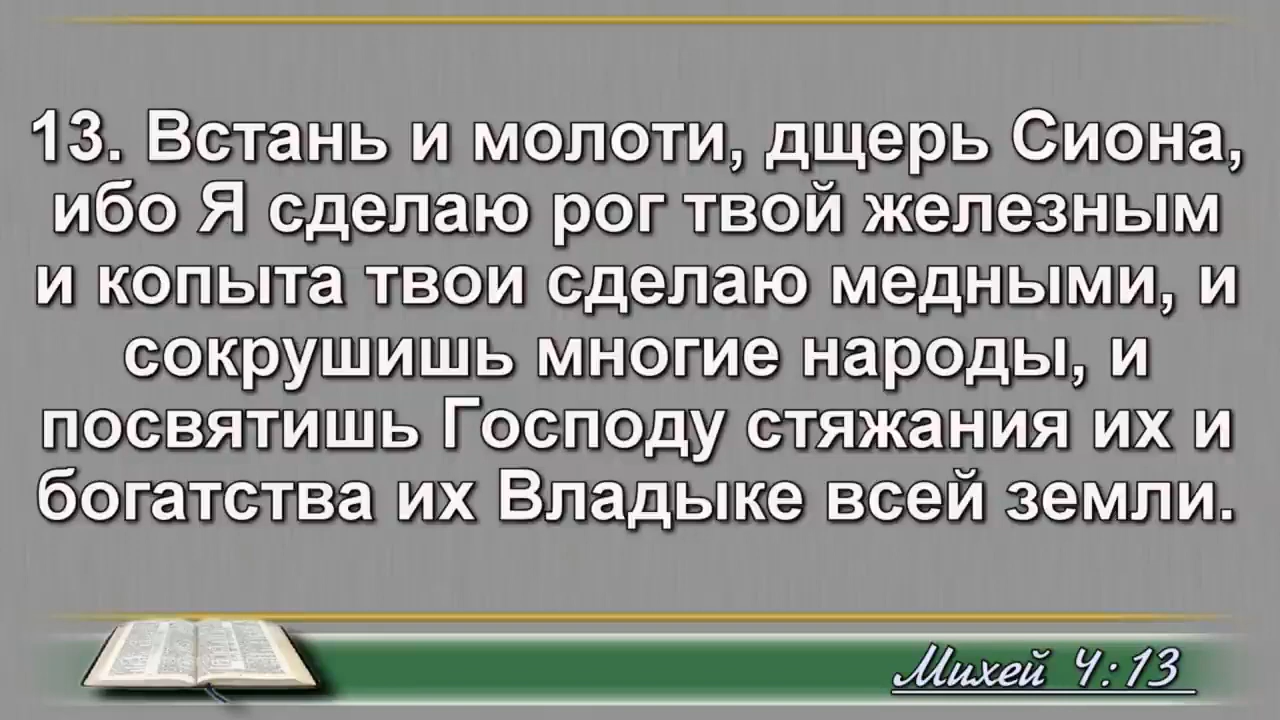 13. Встань и молоти, дщерь Сиона,
ибо Я сделаю рог твой железным
и копыта твои сделаю медными, и
сокрушишь многие народы, и
посвятишь Господу стяжания их и
богатства их Владыке всей земли.
Михей 4:13